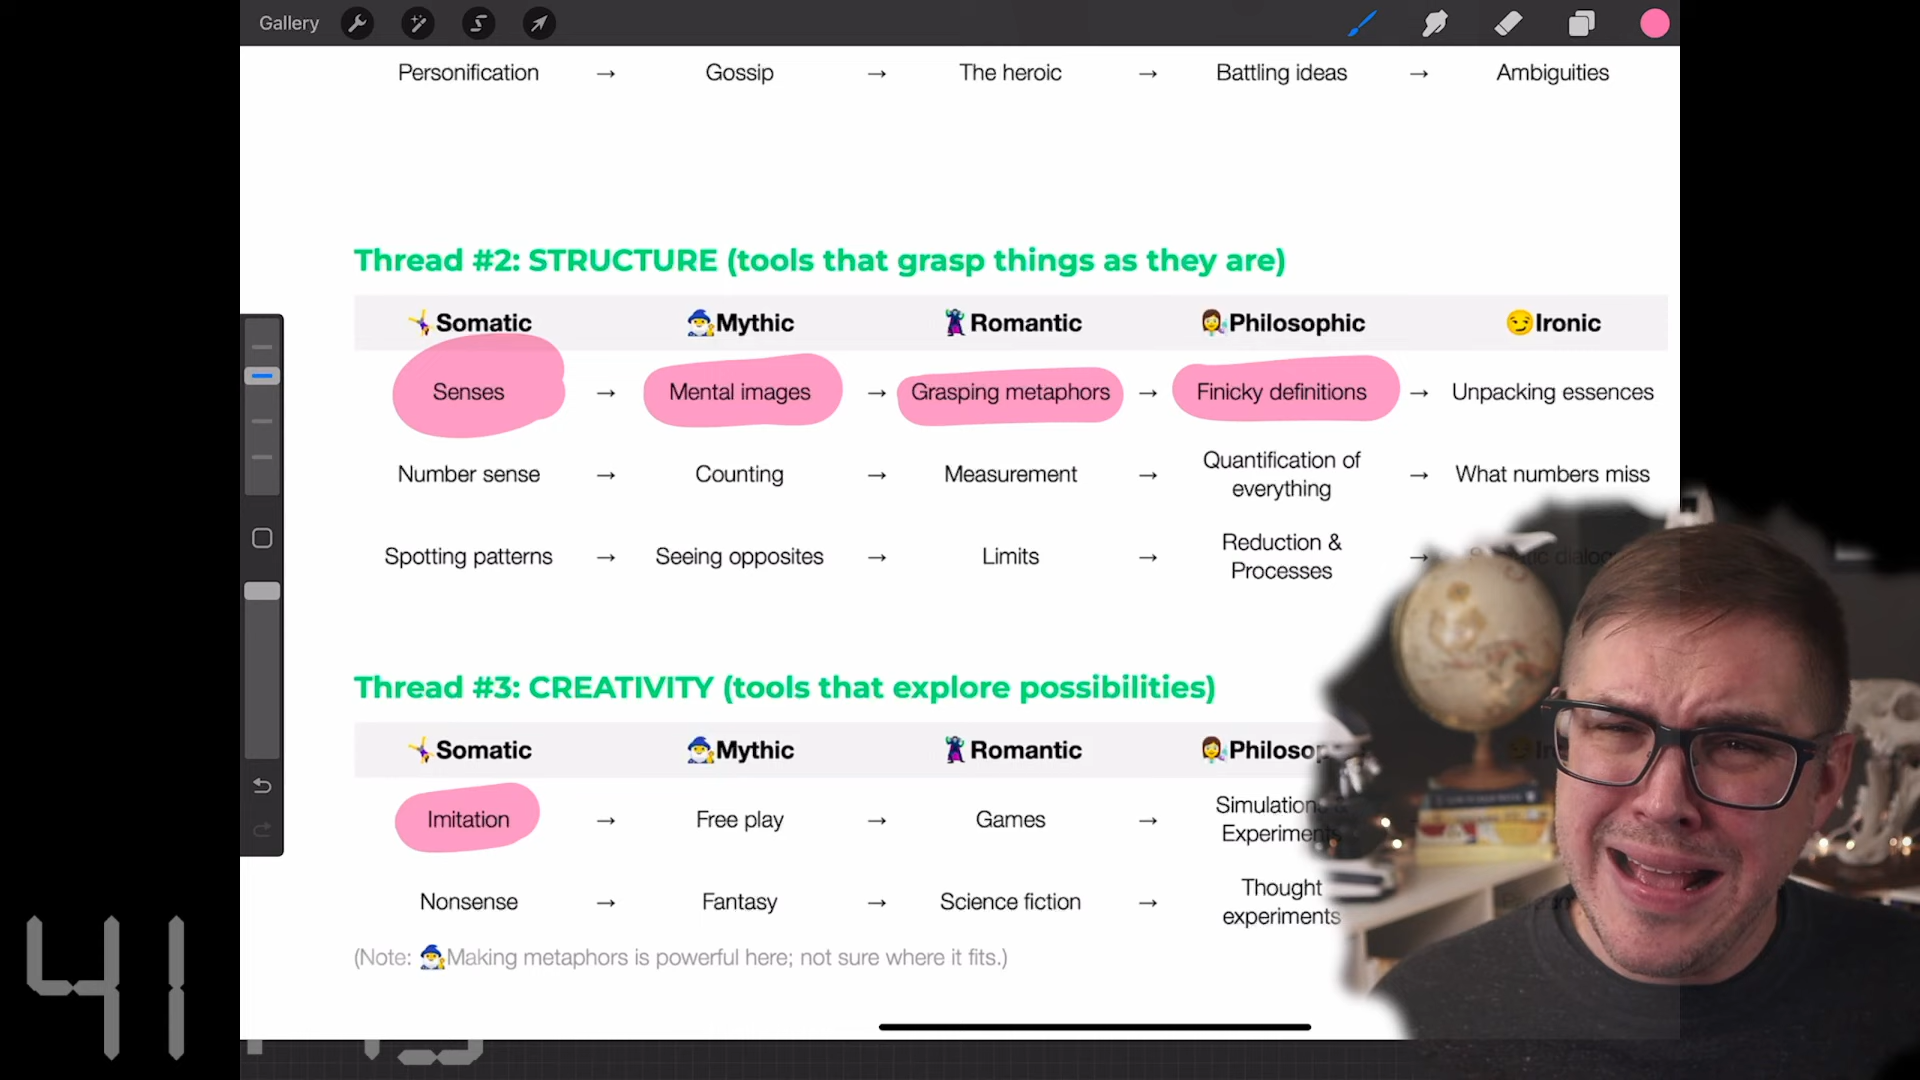 Gallery
Personification → Gossip → The heroic → Battling ideas → Ambiguities
Thread #2: STRUCTURE (tools that grasp things as they are)
Somatic Mythic Romantic Philosophic Ironic
Senses → Mental images → Grasping metaphors → Finicky definitions → Unpacking essences
Number sense → Counting → Measurement → Quantification of everything → What numbers miss
Spotting patterns → Seeing opposites → Limits → Reduction & Processes →
Thread #3: CREATIVITY (tools that explore possibilities)
Somatic Mythic Romantic
Imitation → Free play → Games → Simulations & Experiments
Nonsense → Fantasy → Science fiction → Thought experiments
(Note: Making metaphors is powerful here; not sure where it fits.)
41